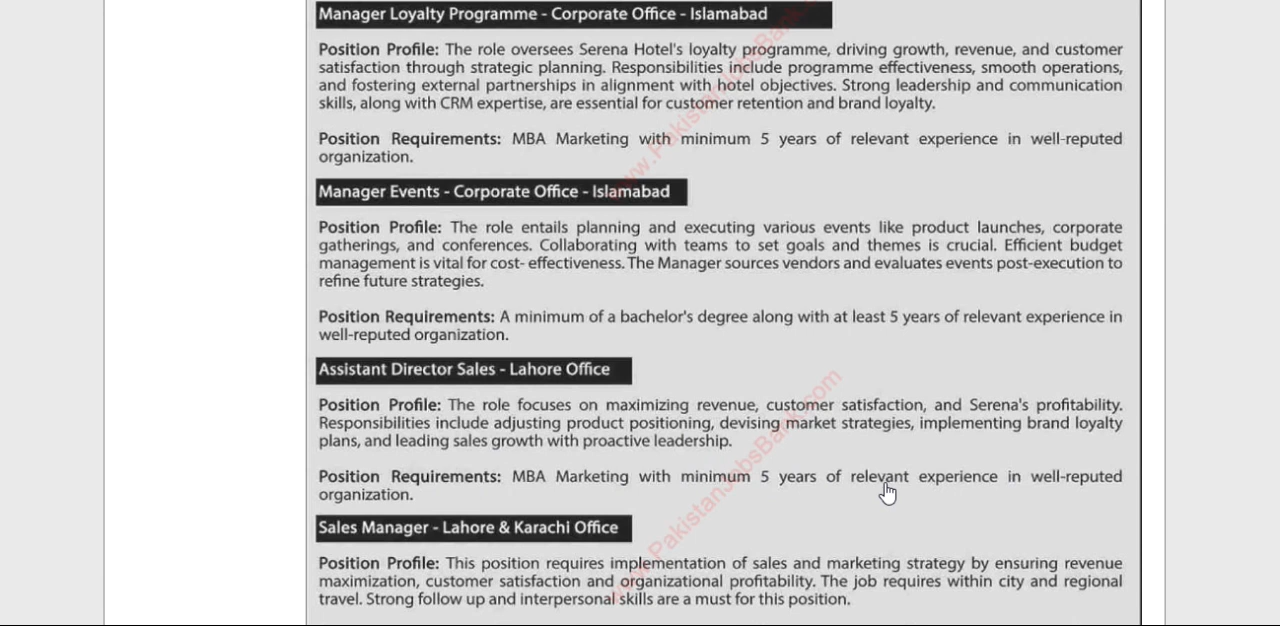 Manager Loyalty Programme - Corporate Office - Islamabad
Position Profile: The role oversees Serena Hotel's loyalty programme, driving growth, revenue, and customer
satisfaction through strategic planning. Responsibilities include programme effectiveness, smooth operations,
and fostering external partnerships in alignment with hotel objectives. Strong leadership and communication
skills, along with CRM expertise, are essential for customer retention and brand loyalty.
Position Requirements: MBA Marketing with minimum 5 years of relevant experience in well-reputed
organization.
Manager Events - Corporate Office - Islamabad
Position Profile: The role entails planning and executing various events like product launches, corporate
gatherings, and conferences. Collaborating with teams to set goals and themes is crucial. Efficient budget
management is vital for cost- effectiveness. The Manager sources vendors and evaluates events post-execution to
refine future strategies.
Position Requirements: A minimum of a bachelor's degree along with at least 5 years of relevant experience in
well-reputed organization.
Assistant Director Sales - Lahore Office
Position Profile: The role focuses on maximizing revenue, customer satisfaction, and Serena's profitability.
Responsibilities include adjusting product positioning, devising market strategies, implementing brand loyalty
plans, and leading sales growth with proactive leadership.
Position Requirements: MBA Marketing with minimum 5 years of relevant experience in well-reputed
organization.
Sales Manager - Lahore & Karachi Office
Position Profile: This position requires implementation of sales and marketing strategy by ensuring revenue
maximization, customer satisfaction and organizational profitability. The job requires within city and regional
travel. Strong follow up and interpersonal skills are a must for this position.
www.PakistanJobsBank.com